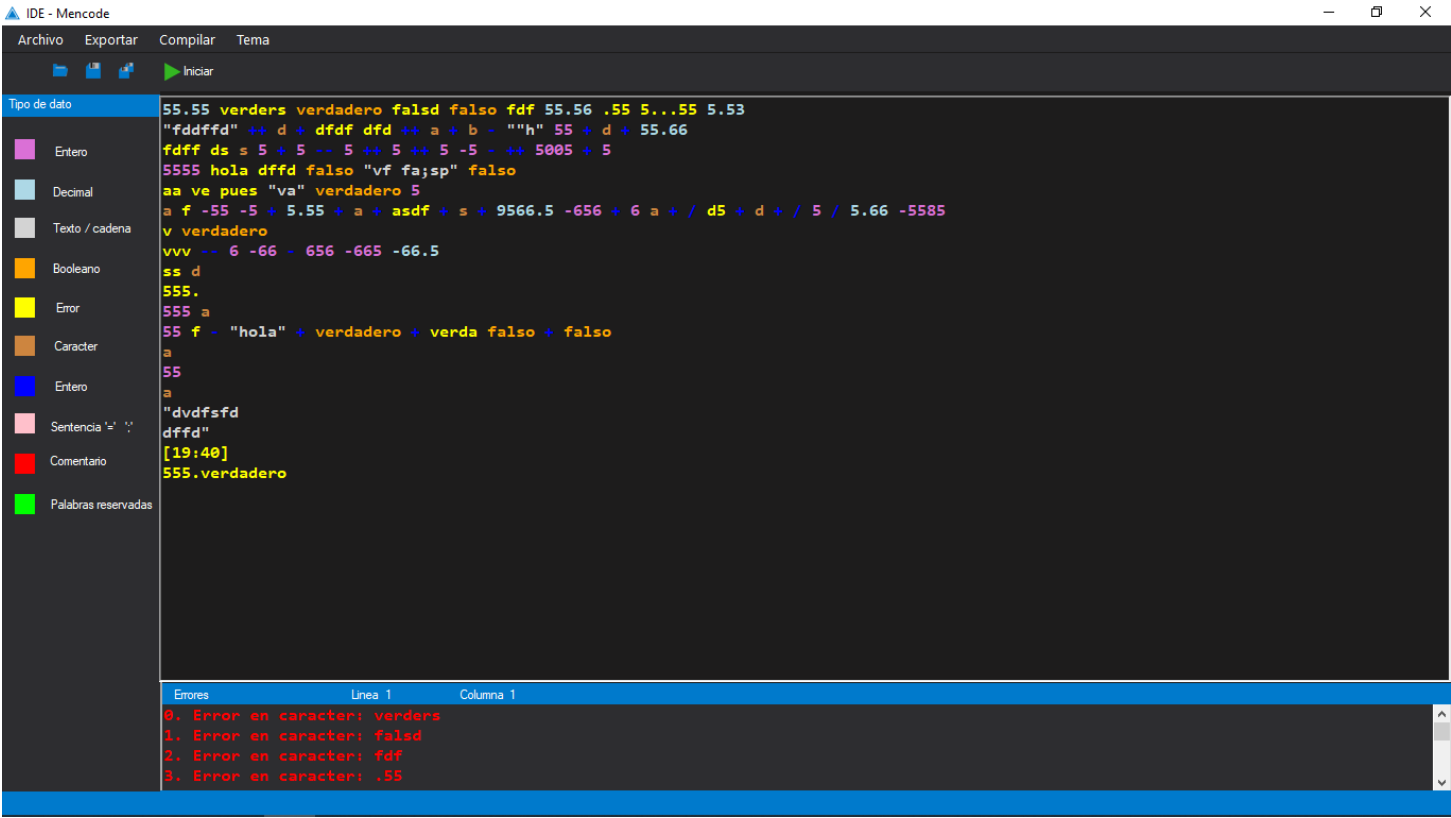 IDE - Mencode
Archivo Exportar Compilar Tema
Iniciar
Tipo de dato
Entero
Decimal
Texto / cadena
Booleano
Error
Caracter
Entero
Sentencia '=' ';'
Comentario
Palabras reservadas
55.55 verders verdadero falsd falso fdf 55.56 .55 5...55 5.53
"fddffd" ++ d + dfdf dfd ++ a + b - ""h" 55 + d + 55.66
fdff ds s 5 + 5 -- 5 ++ 5 ++ 5 -5 - ++ 5005 + 5
5555 hola dffd falso "vf fa;sp" falso
aa ve pues "va" verdadero 5
a f -55 -5 + 5.55 + a + asdf + s + 9566.5 -656 + 6 a + / d5 + d + / 5 / 5.66 -5585
v verdadero
vvv -- 6 -66 - 656 -665 -66.5
ss d
555.
555 a
55 f - "hola" + verdadero + verda falso + falso
a
55
a
"dvdfsfd
dffd"
[19:40]
555.verdadero
Errores Linea 1 Columna 1
0. Error en caracter: verders
1. Error en caracter: falsd
2. Error en caracter: fdf
3. Error en caracter: .55